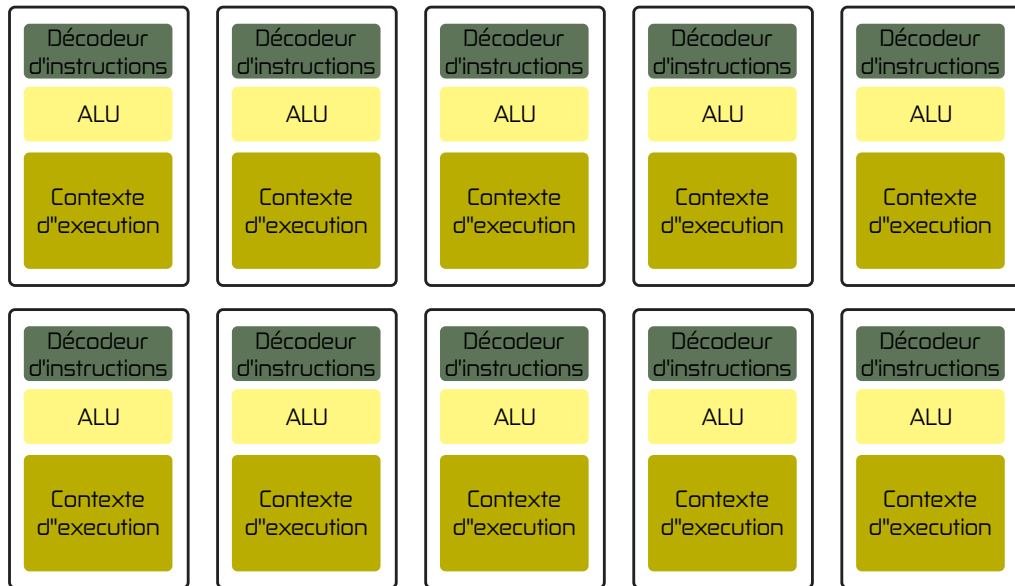 Décodeur
d'instructions
ALU
Contexte
d''execution
Décodeur
d'instructions
ALU
Contexte
d''execution
Décodeur
d'instructions
ALU
Contexte
d''execution
Décodeur
d'instructions
ALU
Contexte
d''execution
Décodeur
d'instructions
ALU
Contexte
d''execution
Décodeur
d'instructions
ALU
Contexte
d''execution
Décodeur
d'instructions
ALU
Contexte
d''execution
Décodeur
d'instructions
ALU
Contexte
d''execution
Décodeur
d'instructions
ALU
Contexte
d''execution
Décodeur
d'instructions
ALU
Contexte
d''execution